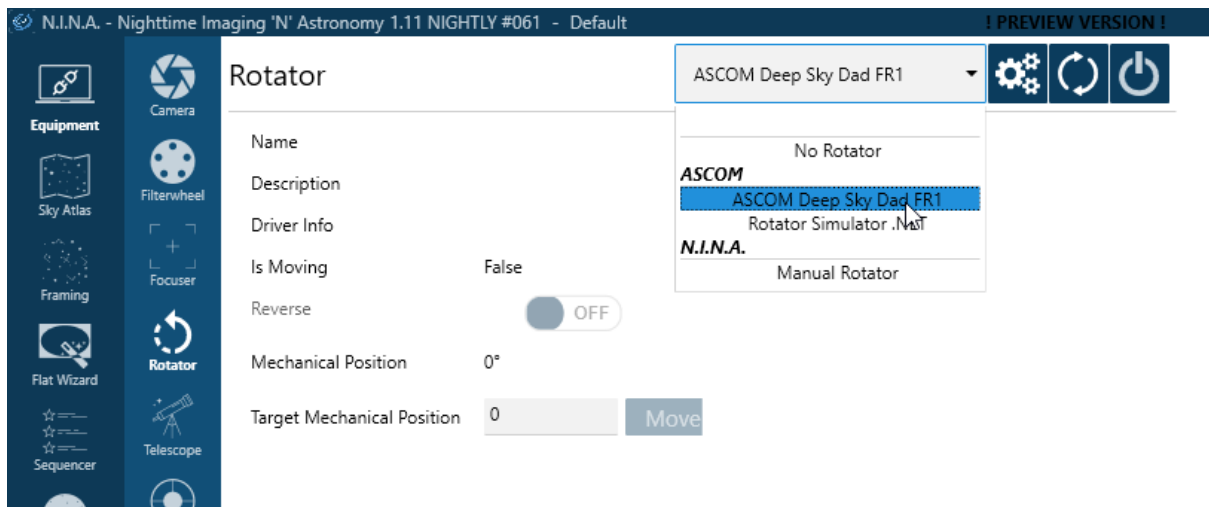 N.I.N.A. - Nighttime Imaging 'N' Astronomy 1.11 NIGHTLY #061 - Default
! PREVIEW VERSION !
Equipment
Sky Atlas
Framing
Flat Wizard
Sequencer
Camera
Filterwheel
Focuser
Rotator
Telescope
Rotator
ASCOM Deep Sky Dad FR1
No Rotator
ASCOM
ASCOM Deep Sky Dad FR1
Rotator Simulator
N.I.N.A.
Manual Rotator
Name
Description
Driver Info
Is Moving False
Reverse OFF
Mechanical Position 0°
Target Mechanical Position 0 Move